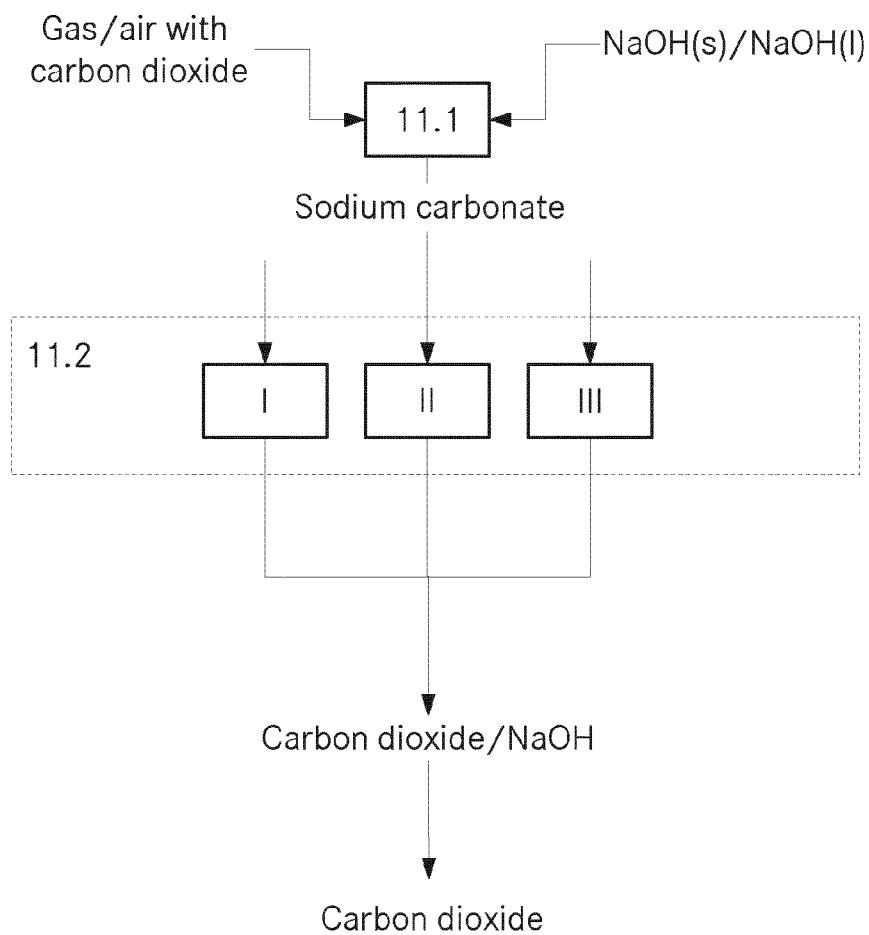 Gas/air with
carbon dioxide
NaOH(s)/NaOH(l)
11.1
Sodium carbonate
11.2
I
II
III
Carbon dioxide/NaOH
Carbon dioxide